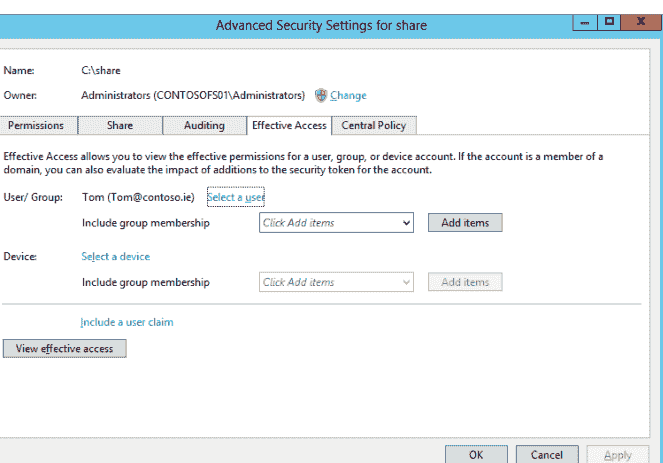 Advanced Security Settings for share
Name: C:\share
Owner: Administrators (CONTOSOFS01\Administrators) Change
Permissions Share Auditing Effective Access Central Policy
Effective Access allows you to view the effective permissions for a user, group, or device account. If the account is a member of a
domain, you can also evaluate the impact of additions to the security token for the account.
User/ Group: Tom (Tom@contoso.ie) Select a user
Include group membership Click Add items Add items
Device: Select a device
Include group membership Click Add items Add items
Include a user claim
View effective access
OK Cancel Apply